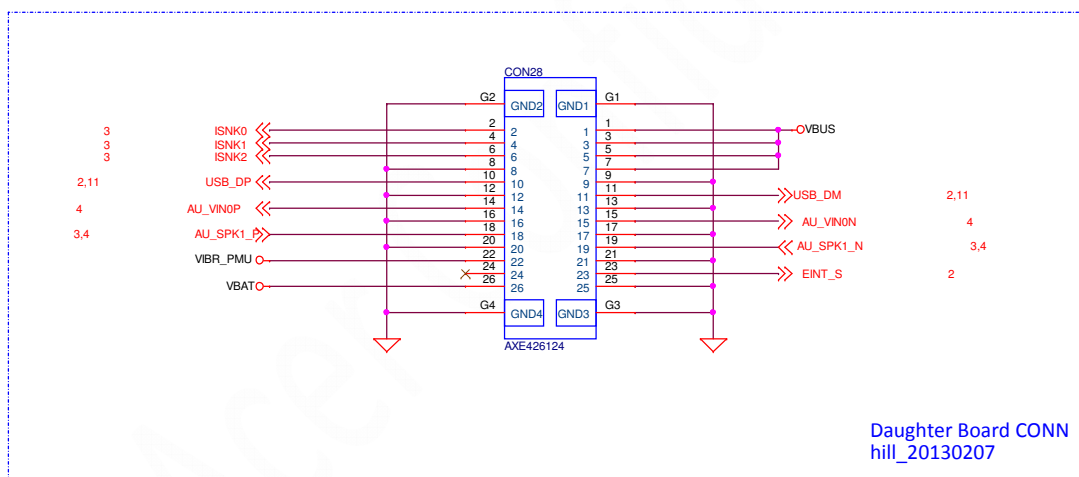 CON28
G2 GND2 GND1 G1
3 ISNK0 2 2 1 1 VBUS
3 ISNK1 4 4 3 3
3 ISNK2 6 6 5 5
8 8 7 7
2,11 USB_DP 10 10 9 9
12 12 11 11 USB_DM 2,11
4 AU_VIN0P 14 14 13 13
16 16 15 15 AU_VIN0N 4
3,4 AU_SPK1_P 18 18 17 17
20 20 19 19 AU_SPK1_N 3,4
VIBR_PMU 22 22 21 21
24 24 23 23 EINT_S 2
VBAT 26 26 25 25
G4 GND4 GND3 G3
AXE426124
Daughter Board CONN
hill_20130207